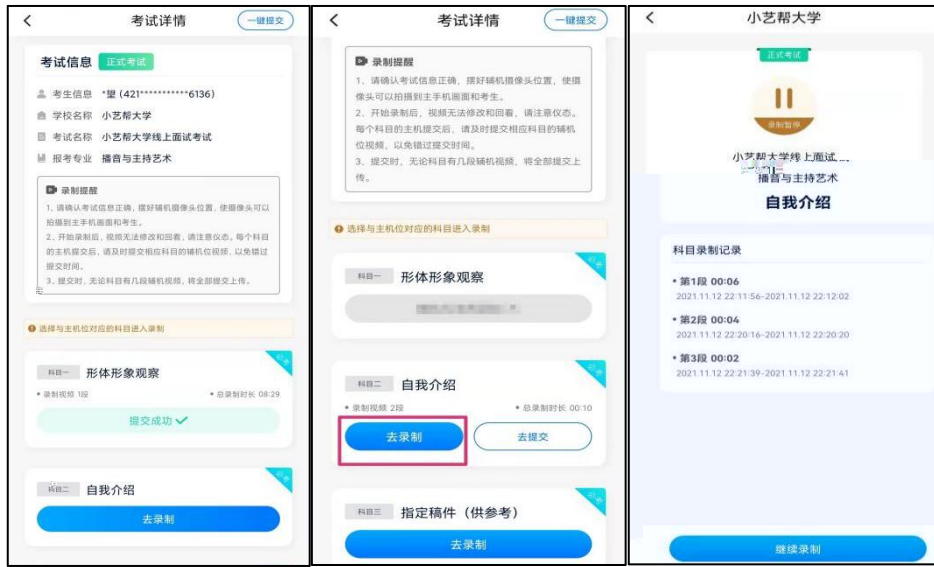 考试详情
一键提交
考试信息
正式考试
考生信息 *望 (421***********6136)
学校名称 小艺帮大学
考试名称 小艺帮大学线上面试考试
报考专业 播音与主持艺术
录制提醒
1、请确认考试信息正确,摆好辅机摄像头位置,使摄像头可以
拍摄到主手机画面和考生。
2、开始录制后,视频无法修改和回看,请注意仪态。每个科目
的主机提交后,请及时提交相应科目的辅机位视频,以免错过
提交时间。
3、提交时,无论科目有几段辅机视频,将全部提交上传。
选择与主机位对应的科目进入录制
科目一 形体形象观察
必考
• 录制视频 1段
• 总录制时长 08:29
提交成功
科目二 自我介绍
必考
去录制
考试详情
一键提交
录制提醒
1、请确认考试信息正确,摆好辅机摄像头位置,使摄
像头可以拍摄到主手机画面和考生。
2、开始录制后,视频无法修改和回看,请注意仪态。
每个科目的主机提交后,请及时提交相应科目的辅机
位视频,以免错过提交时间。
3、提交时,无论科目有几段辅机视频,将全部提交上
传。
选择与主机位对应的科目进入录制
科目一 形体形象观察
必考
科目二 自我介绍
必考
• 录制视频 2段
• 总录制时长 00:10
去录制
去提交
科目三 指定稿件(供参考)
必考
去录制
小艺帮大学
正式考试
录制暂停
小艺帮大学线上面试
播音与主持艺术
自我介绍
科目录制记录
• 第1段 00:06
2021.11.12 22:11:56-2021.11.12 22:12:02
• 第2段 00:04
2021.11.12 22:20:16-2021.11.12 22:20:20
• 第3段 00:02
2021.11.12 22:21:39-2021.11.12 22:21:41
继续录制